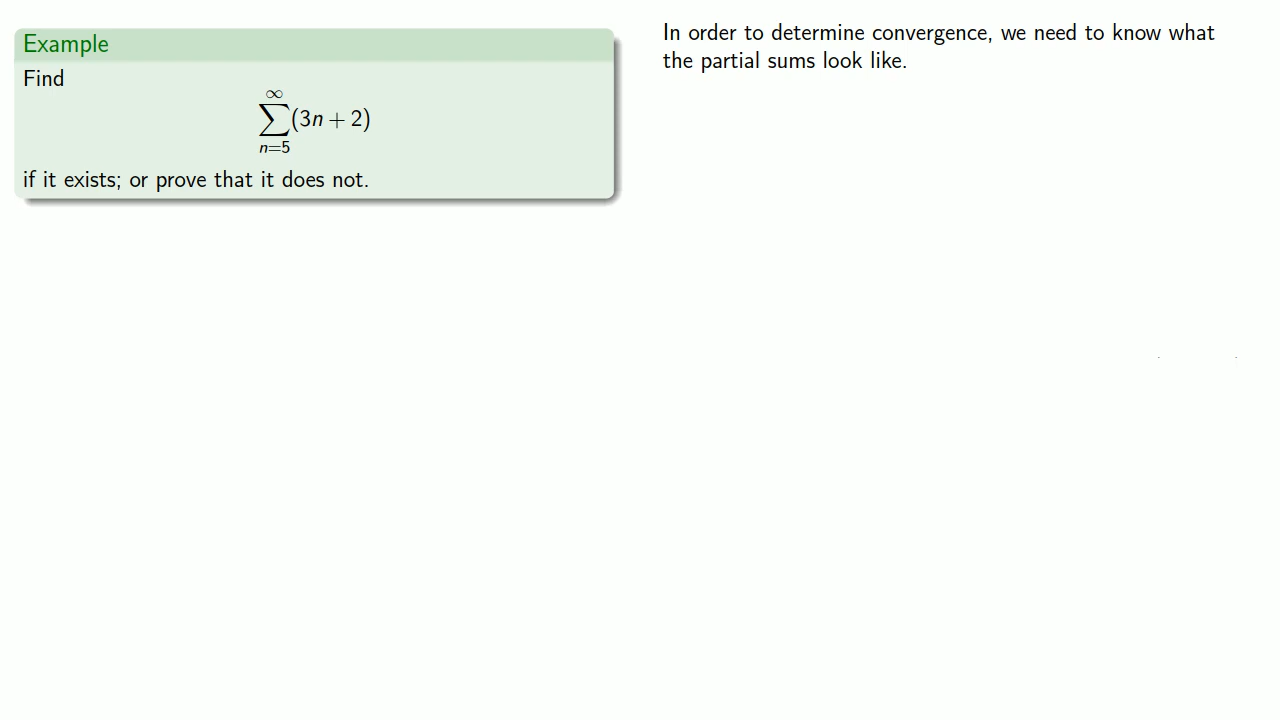 Example
Find
∞
∑(3n + 2)
n=5
if it exists; or prove that it does not.
In order to determine convergence, we need to know what
the partial sums look like.